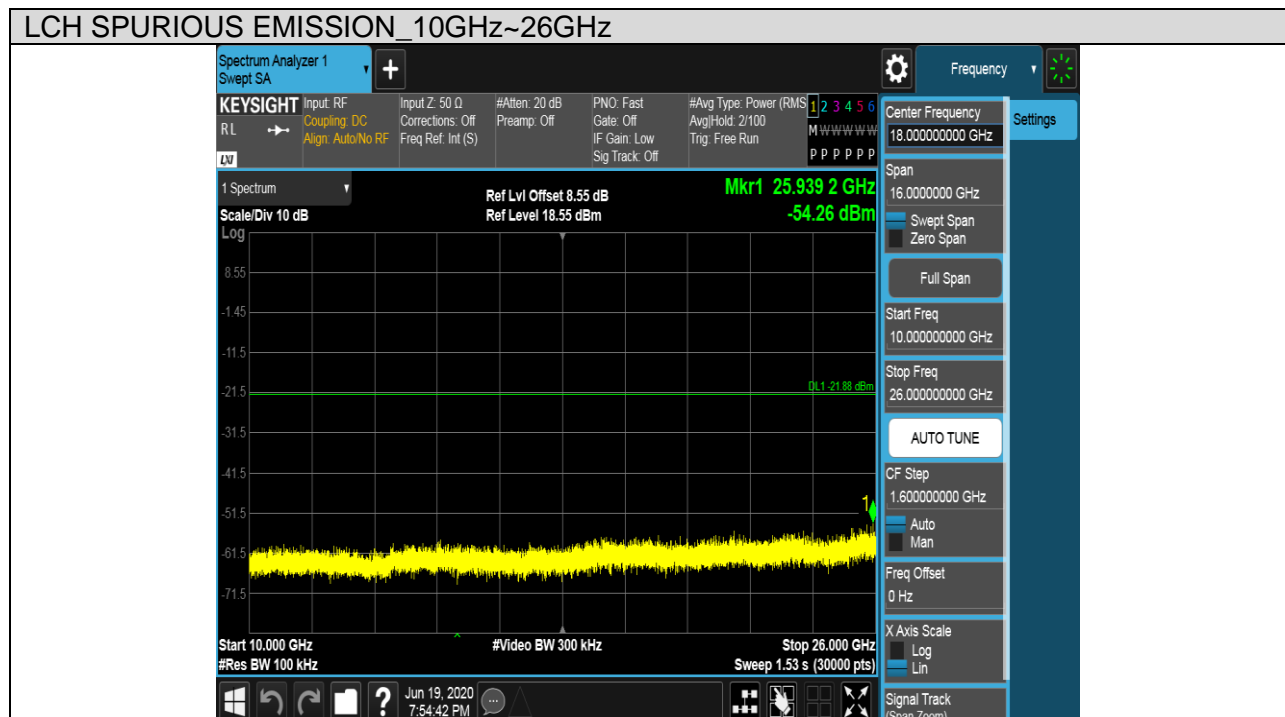 LCH SPURIOUS EMISSION_10GHz~26GHz
Spectrum Analyzer 1
Swept SA
+
Frequency
KEYSIGHT
RL
LXI
Input: RF
Coupling: DC
Align: Auto/No RF
Input Z: 50 Ω
Corrections: Off
Freq Ref: Int (S)
#Atten: 20 dB
Preamp: Off
PNO: Fast
Gate: Off
IF Gain: Low
Sig Track: Off
#Avg Type: Power (RMS
Avg|Hold: 2/100
Trig: Free Run
1 2 3 4 5 6
M W W W W W
P P P P P P
1 Spectrum
Scale/Div 10 dB
Ref Lvl Offset 8.55 dB
Ref Level 18.55 dBm
Mkr1 25.939 2 GHz
-54.26 dBm
Log
8.55
-1.45
-11.5
-21.5
-31.5
-41.5
-51.5
-61.5
-71.5
DL1 -21.88 dBm
1
Start 10.000 GHz
#Res BW 100 kHz
#Video BW 300 kHz
Stop 26.000 GHz
Sweep 1.53 s (30000 pts)
?
Jun 19, 2020
7:54:42 PM
...
Center Frequency
18.000000000 GHz
Settings
Span
16.0000000 GHz
Swept Span
Zero Span
Full Span
Start Freq
10.000000000 GHz
Stop Freq
26.000000000 GHz
AUTO TUNE
CF Step
1.600000000 GHz
Auto
Man
Freq Offset
0 Hz
X Axis Scale
Log
Lin
Signal Track
(Span Zoom)